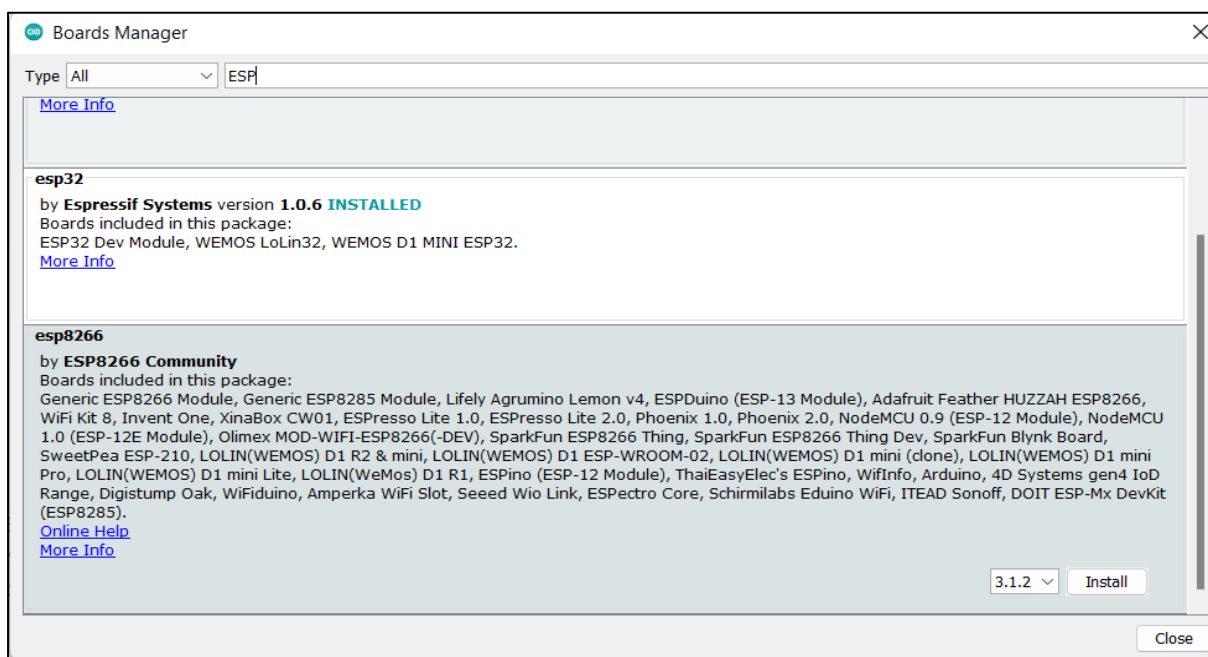 Boards Manager
Type All ESP
More Info
esp32
by Espressif Systems version 1.0.6 INSTALLED
Boards included in this package:
ESP32 Dev Module, WEMOS LoLin32, WEMOS D1 MINI ESP32.
More Info
esp8266
by ESP8266 Community
Boards included in this package:
Generic ESP8266 Module, Generic ESP8285 Module, Lifely Agrumino Lemon v4, ESPDuino (ESP-13 Module), Adafruit Feather HUZZAH ESP8266,
WiFi Kit 8, Invent One, XinaBox CW01, ESPresso Lite 1.0, ESPresso Lite 2.0, Phoenix 1.0, Phoenix 2.0, NodeMCU 0.9 (ESP-12 Module), NodeMCU
1.0 (ESP-12E Module), Olimex MOD-WIFI-ESP8266(-DEV), SparkFun ESP8266 Thing, SparkFun ESP8266 Thing Dev, SparkFun Blynk Board,
SweetPea ESP-210, LOLIN(WEMOS) D1 R2 & mini, LOLIN(WEMOS) D1 ESP-WROOM-02, LOLIN(WEMOS) D1 mini (clone), LOLIN(WEMOS) D1 mini
Pro, LOLIN(WEMOS) D1 mini Lite, LOLIN(WeMos) D1 R1, ESPino (ESP-12 Module), ThaiEasyElec's ESPino, WifInfo, Arduino, 4D Systems gen4 IoD
Range, Digistump Oak, WiFiduino, Amperka WiFi Slot, Seeed Wio Link, ESPectro Core, Schirmilabs Eduino WiFi, ITEAD Sonoff, DOIT ESP-Mx DevKit
(ESP8285).
Online Help
More Info
3.1.2 Install
Close